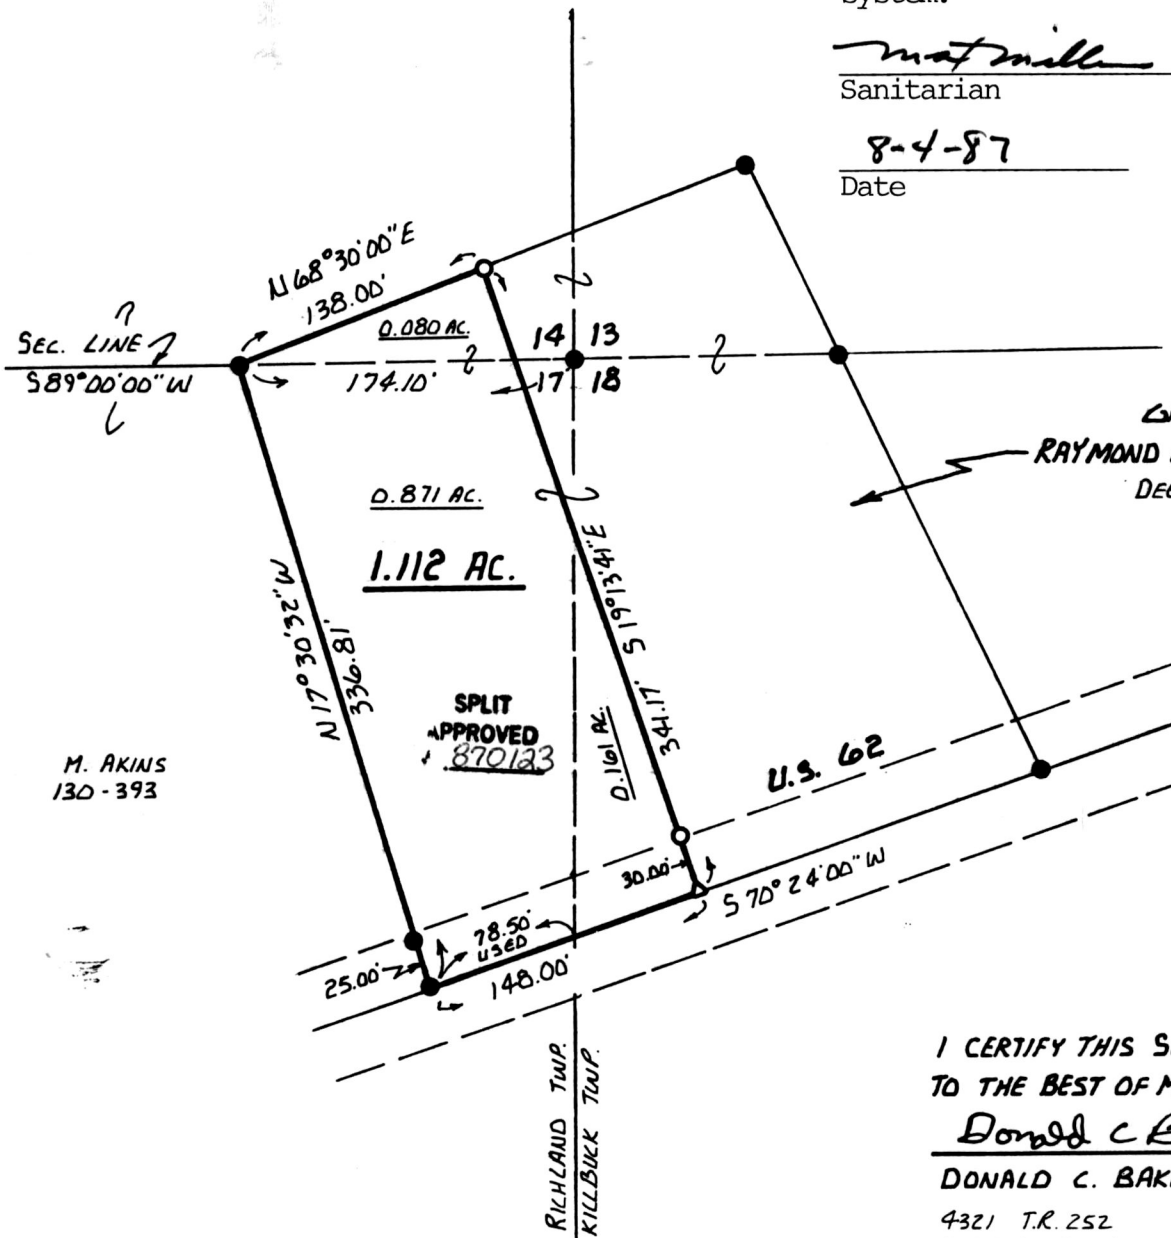 system.
Sanitarian
8-4-87
Date
N 68°30'00" E
138.00'
0.080 AC.
SEC. LINE
S 89°00'00" W
174.10'
14 13
17 18
RAYMOND
0.871 AC.
1.112 AC.
N 17°30'32" W
336.81'
341.17' S 19°13'41" E
SPLIT
APPROVED
870123
0.161 AC.
M. AKINS
130-393
U.S. 62
30.00'
S 70°24'00" W
78.50'
USED
25.00'
148.00'
RICHLAND TWP.
KILLBUCK TWP.
I CERTIFY THIS
TO THE BEST OF
Donald C
DONALD C. BAK
4321 T.R. 252